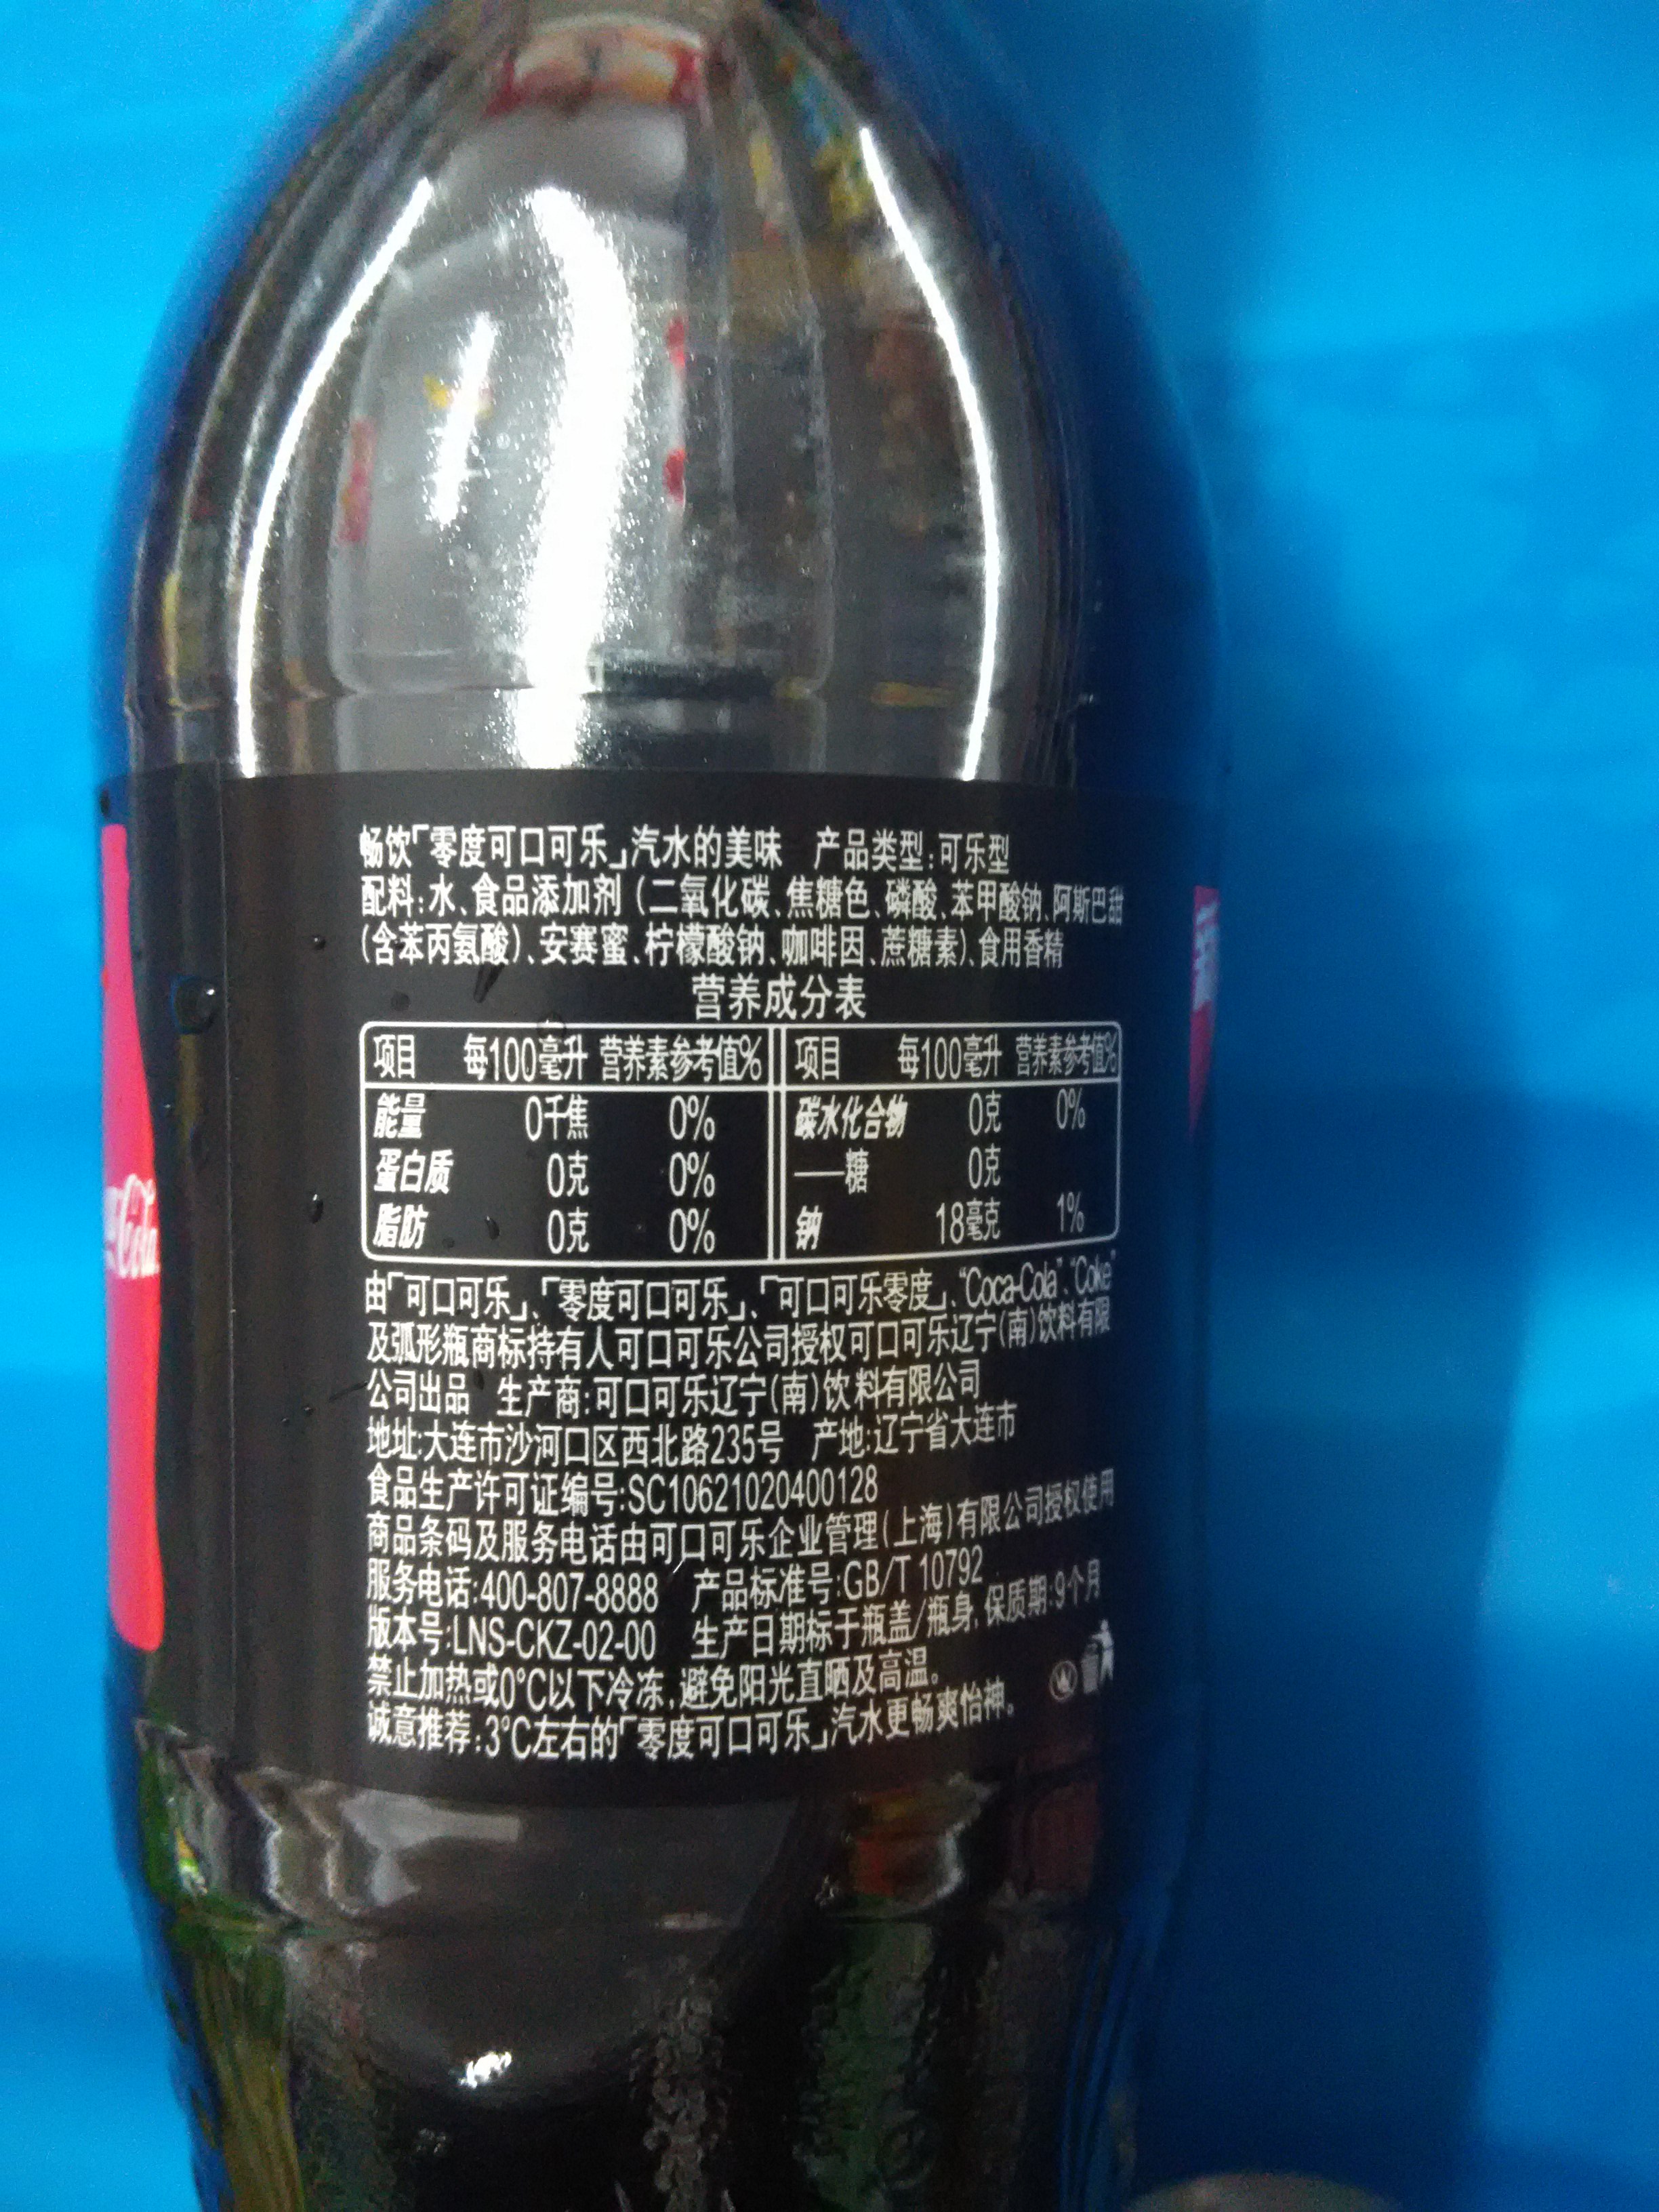 畅饮「零度可口可乐」汽水的美味 产品类型:可乐型
配料:水、食品添加剂(二氧化碳、焦糖色、磷酸、苯甲酸钠、阿斯巴甜
(含苯丙氨酸)、安赛蜜、柠檬酸钠、咖啡因、蔗糖素)、食用香精
营养成分表
项目 每100毫升 营养素参考值% 项目 每100毫升 营养素参考值%
能量 0千焦 0% 碳水化合物 0克 0%
蛋白质 0克 0% ——糖 0克
脂肪 0克 0% 钠 18毫克 1%
由「可口可乐」、「零度可口可乐」、「可口可乐零度」、“Coca-Cola”、“Coke”
及弧形瓶商标持有人可口可乐公司授权可口可乐辽宁(南)饮料有限
公司出品 生产商:可口可乐辽宁(南)饮料有限公司
地址:大连市沙河口区西北路235号 产地:辽宁省大连市
食品生产许可证编号:SC10621020400128
商品条码及服务电话由可口可乐企业管理(上海)有限公司授权使用
服务电话:400-807-8888 产品标准号:GB/T 10792
版本号:LNS-CKZ-02-00 生产日期标于瓶盖/瓶身,保质期:9个月
禁止加热或0°C以下冷冻,避免阳光直晒及高温。
诚意推荐:3°C左右的「零度可口可乐」汽水更畅爽怡神。
Cola